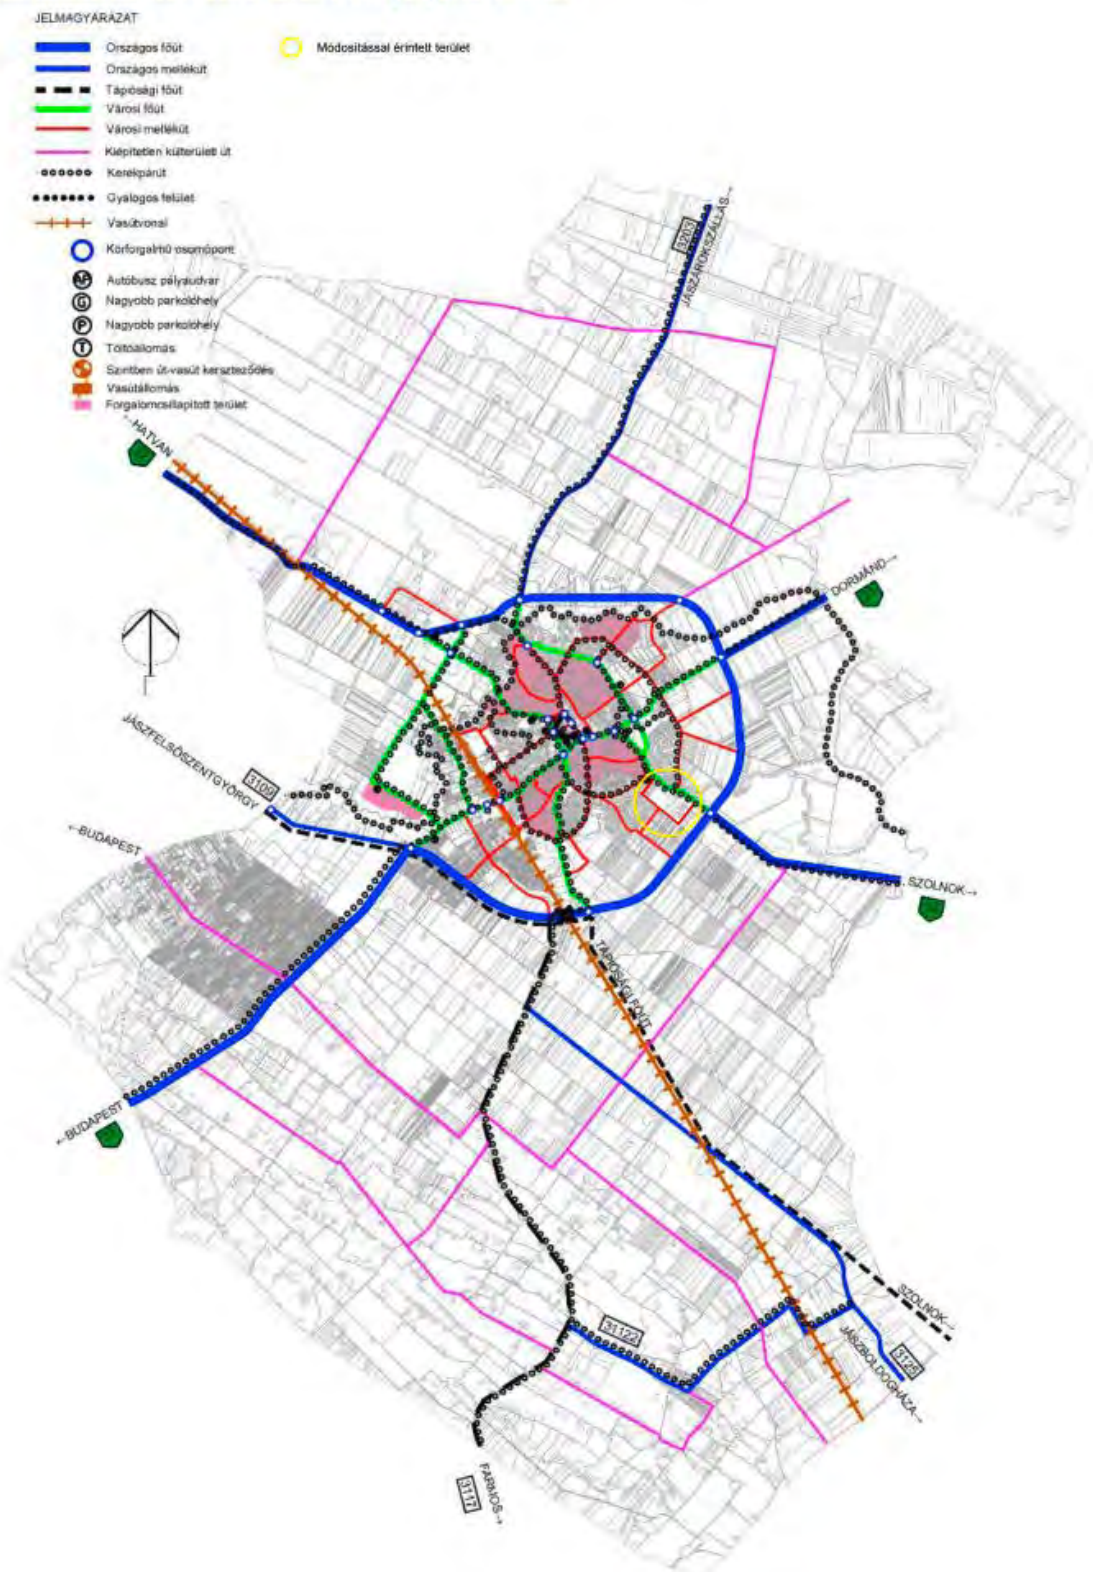 JELMAGYARÁZAT
Országos főút
Módosítással érintett terület
Országos mellékút
Tápiósági főút
Városi főút
Városi mellékút
Kiépítetlen külterületi út
Kerékpárút
Gyalogos felület
Vasútvonal
Körforgalmú csomópont
Autóbusz pályaudvar
G Nagyobb parkolóhely
P Nagyobb parkolóhely
T Töltőállomás
Szintben út-vasút kereszteződés
Vasútállomás
Forgalomcsillapított terület
3203
JÁSZÁROKSZÁLLÁS→
←HATVAN
DORMÁND→
JÁSZFELSŐSZENTGYÖRGY
3109
←BUDAPEST
SZOLNOK→
TÁPIÓSÁGI FŐÚT
←BUDAPEST
SZOLNOK→
31122
3125
JÁSZBOLDOGHÁZA→
FARMOS→
3117